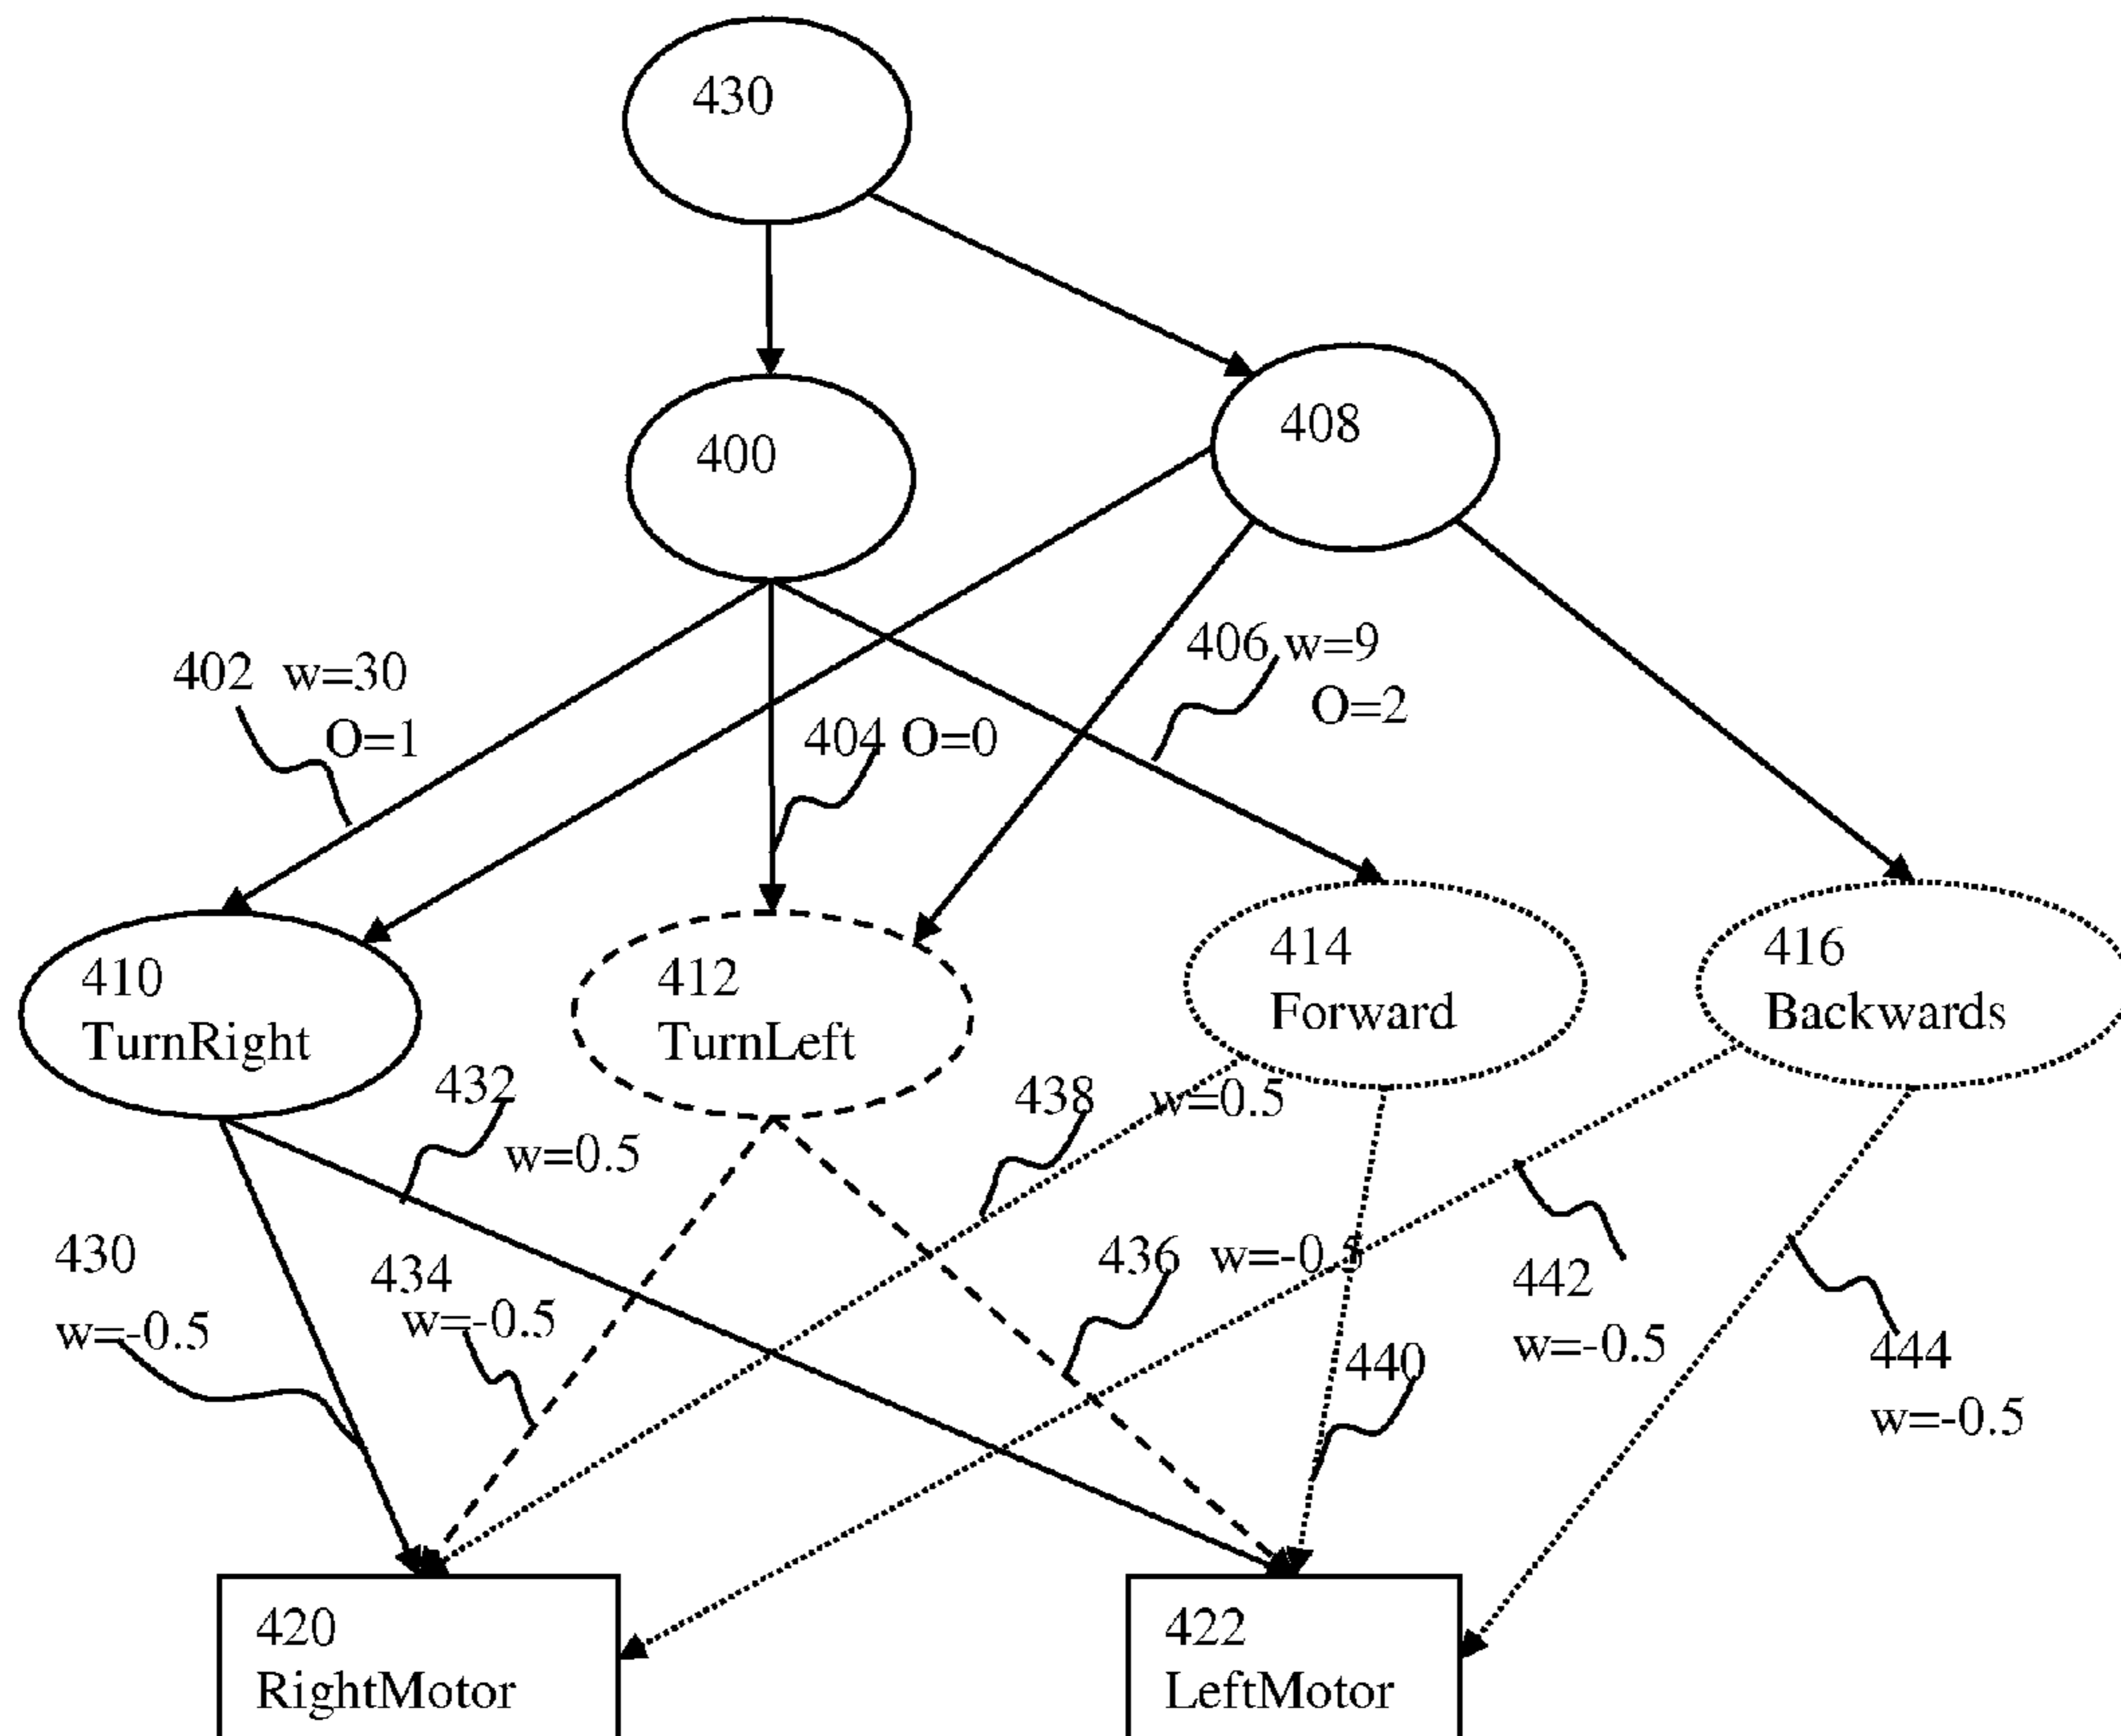 430
400
408
402 w=30
O=1
404 O=0
406 w=9
O=2
410
TurnRight
412
TurnLeft
414
Forward
416
Backwards
432
w=0.5
438 w=0.5
430
w=-0.5
434
w=-0.5
436 w=-0.5
440
442
w=-0.5
444
w=-0.5
420
RightMotor
422
LeftMotor